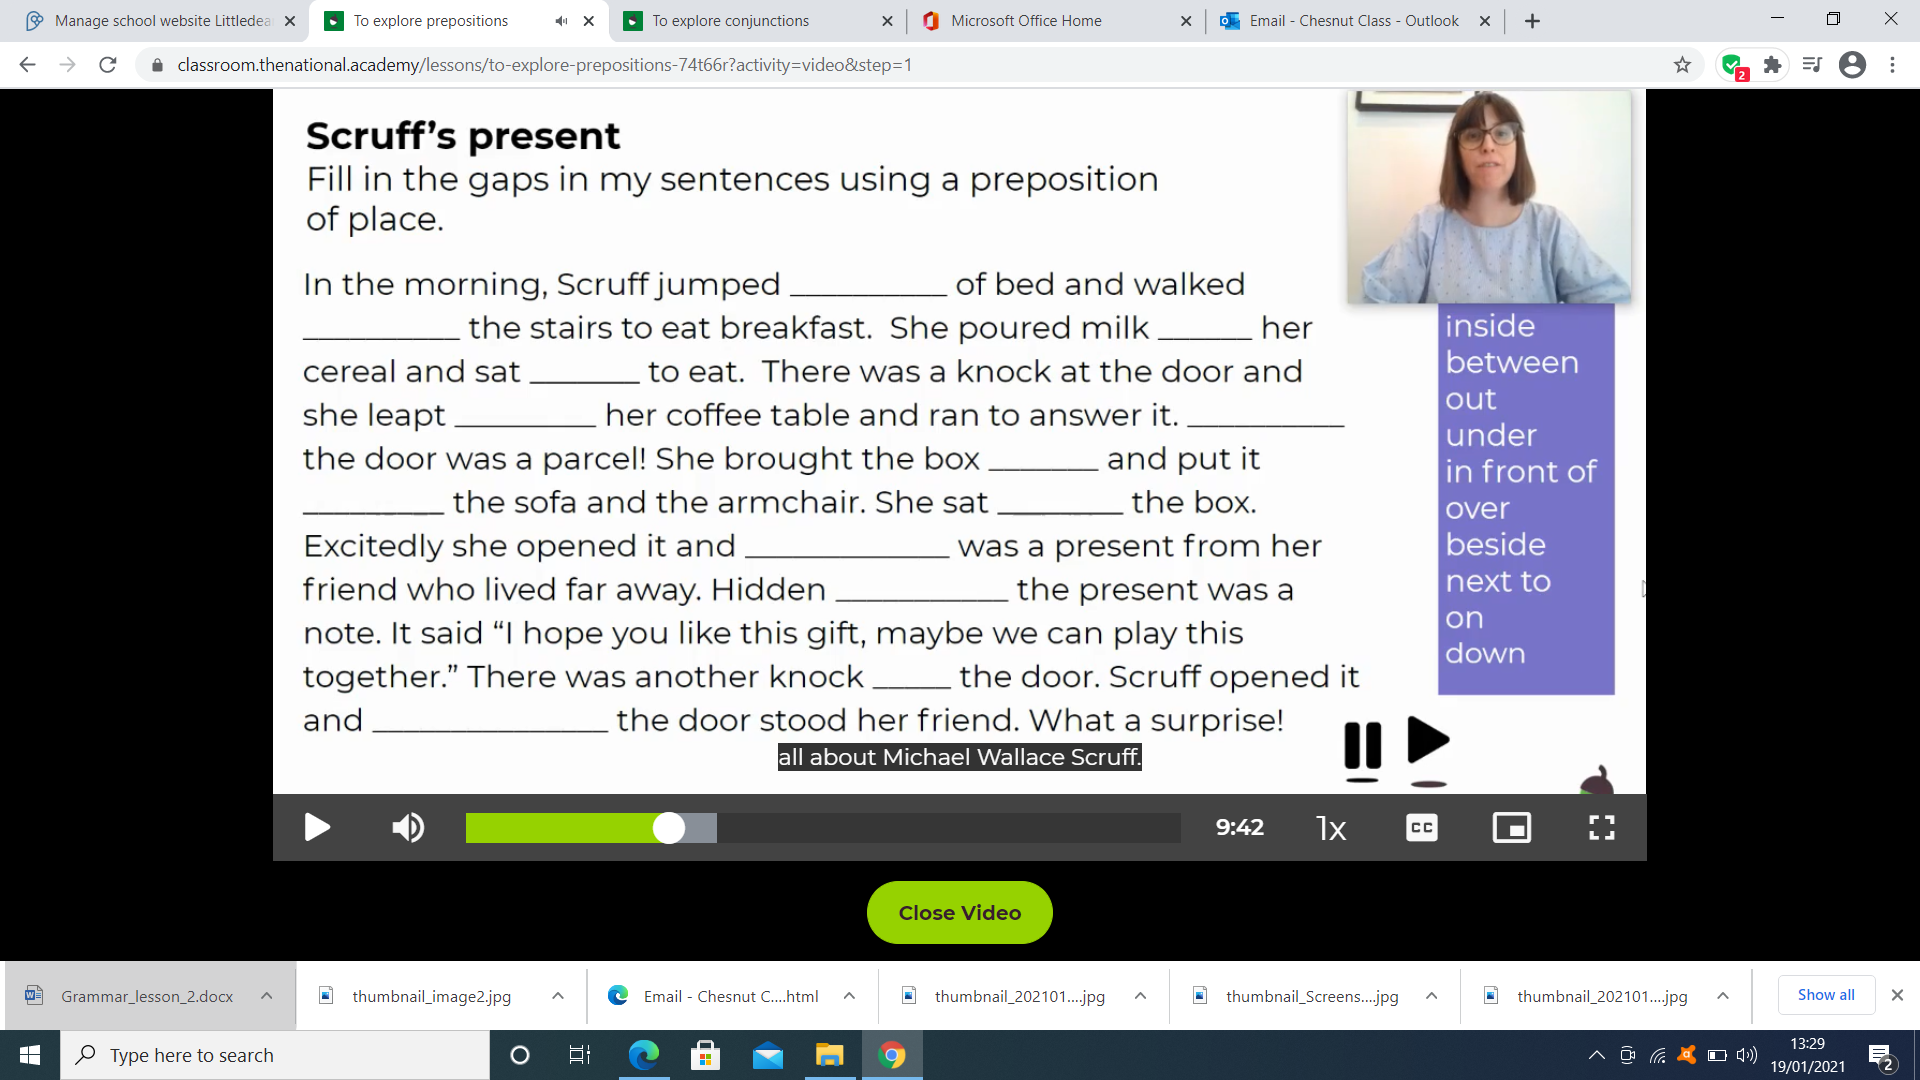 Manage school website Littledea
To explore prepositions
To explore conjunctions
Microsoft Office Home
Email - Chesnut Class - Outlook
classroom.thenational.academy/lessons/to-explore-prepositions-74t66r?activity=video&step=1
2
Scruff's present
Fill in the gaps in my sentences using a preposition
of place.
In the morning, Scruff jumped __________ of bed and walked
__________ the stairs to eat breakfast. She poured milk ______ her
cereal and sat _______ to eat. There was a knock at the door and
she leapt _________ her coffee table and ran to answer it. __________
the door was a parcel! She brought the box _______ and put it
_________ the sofa and the armchair. She sat ________ the box.
Excitedly she opened it and _____________ was a present from her
friend who lived far away. Hidden ___________ the present was a
note. It said “I hope you like this gift, maybe we can play this
together.” There was another knock _____ the door. Scruff opened it
and _______________ the door stood her friend. What a surprise!
inside
between
out
under
in front of
over
beside
next to
on
down
all about Michael Wallace Scruff.
9:42
1x
CC
Close Video
Grammar_lesson_2.docx
thumbnail_image2.jpg
Email - Chesnut C....html
thumbnail_202101....jpg
thumbnail_Screens....jpg
thumbnail_202101....jpg
Show all
Type here to search
13:29
19/01/2021
2